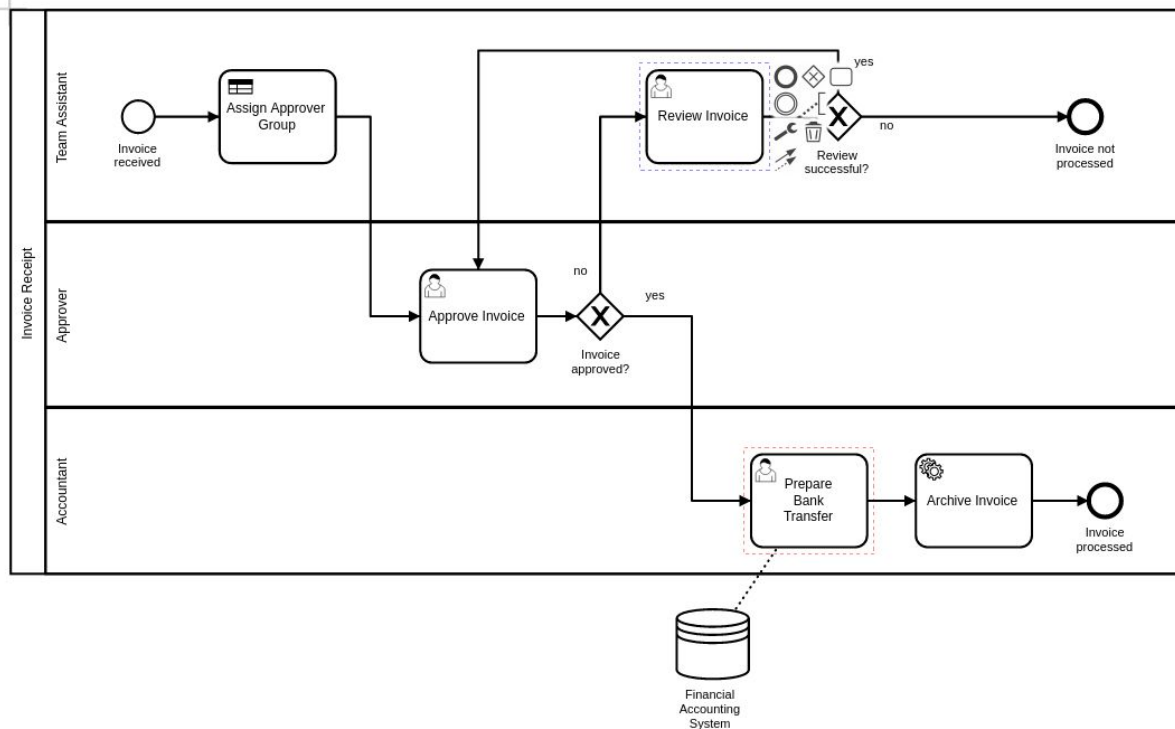 Invoice Receipt
Team Assistant
Invoice
received
Assign Approver
Group
Review Invoice
yes
no
Review
successful?
Invoice not
processed
Approver
Approve Invoice
no
yes
Invoice
approved?
Accountant
Prepare
Bank
Transfer
Archive Invoice
Invoice
processed
Financial
Accounting
System